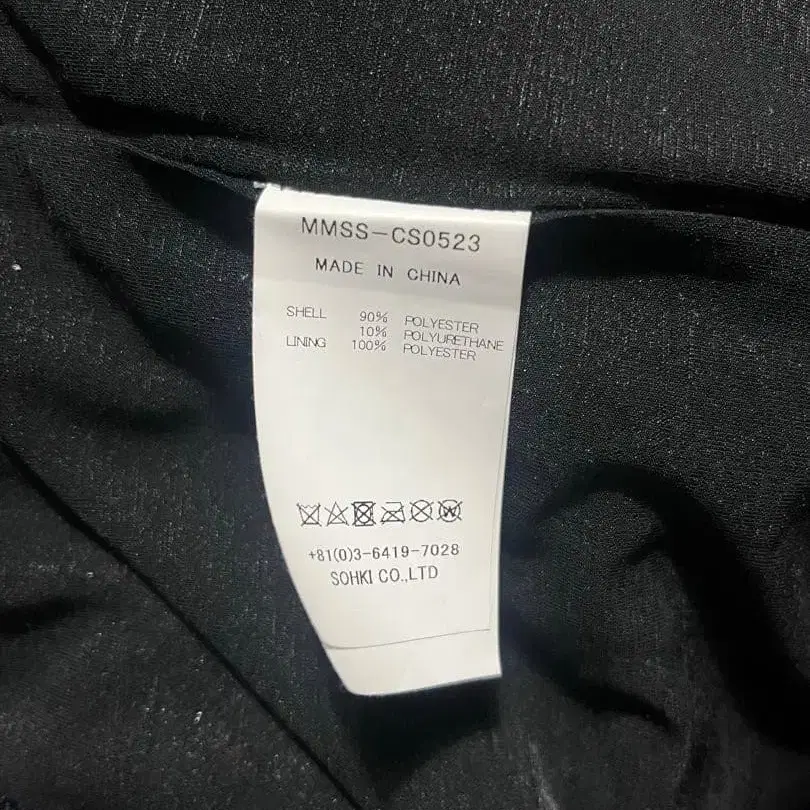 MMSS-CS0523
MADE IN CHINA
SHELL 90% POLYESTER
10% POLYURETHANE
LINING 100% POLYESTER
+81(0)3-6419-7028
SOHKI CO.,LTD